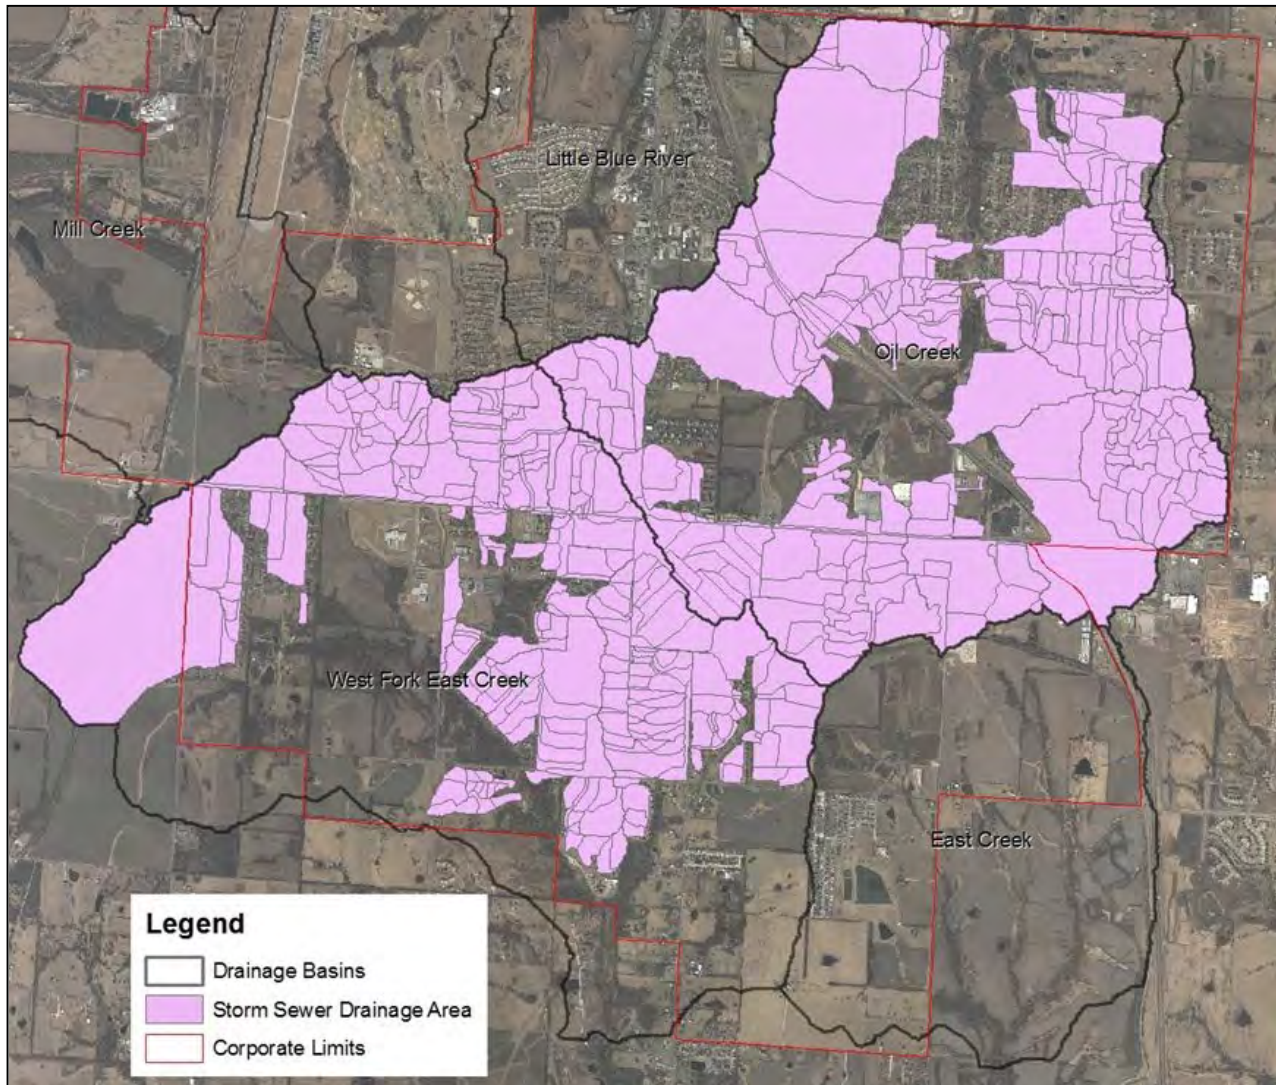 Little Blue River
Mill Creek
Oil Creek
West Fork East Creek
East Creek
Legend
Drainage Basins
Storm Sewer Drainage Area
Corporate Limits